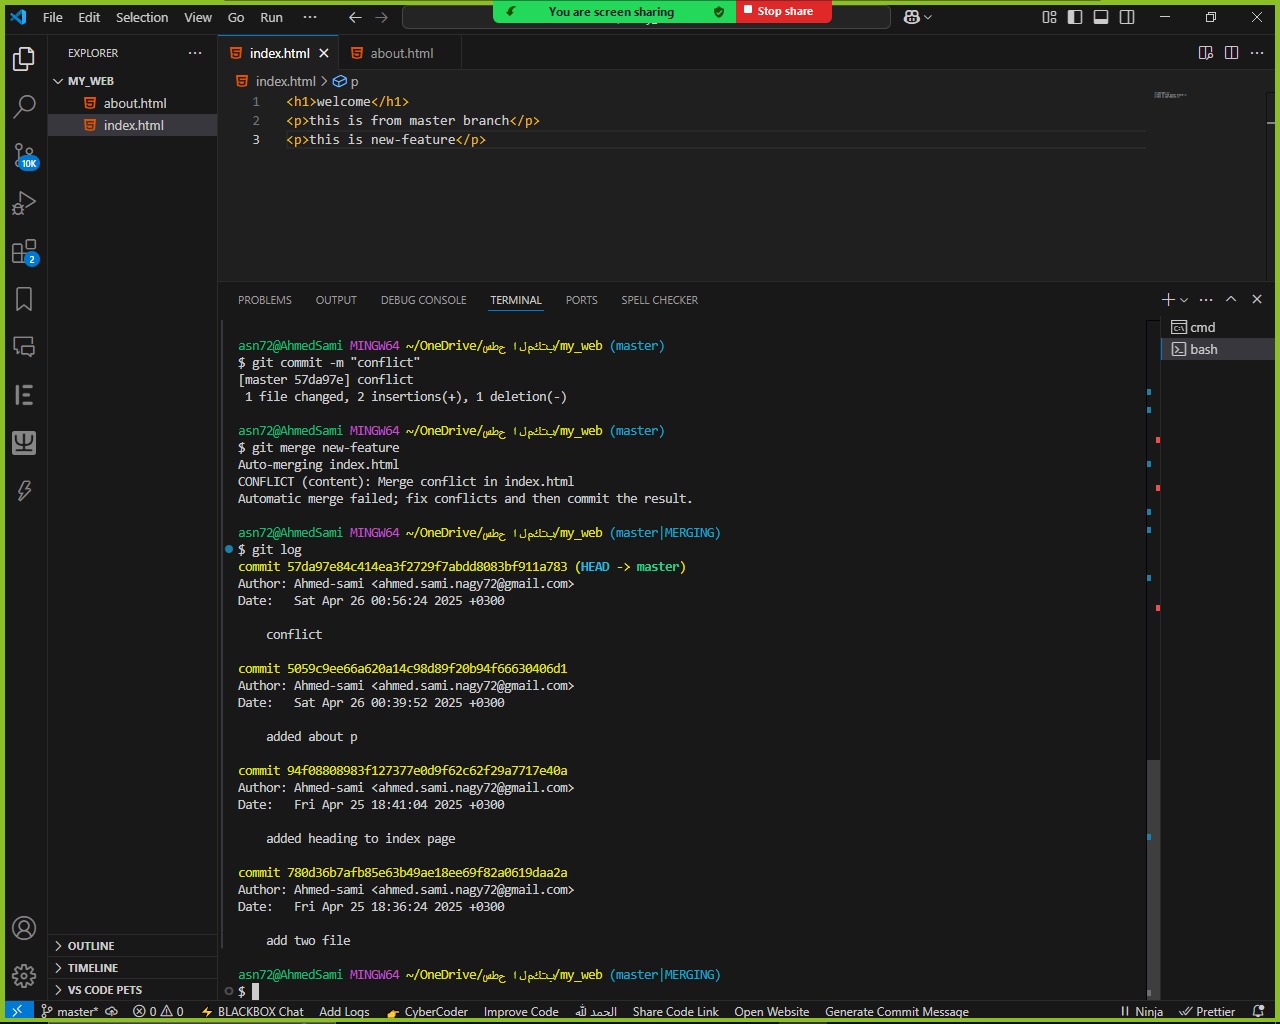 File Edit Selection View Go Run ···
You are screen sharing
Stop share
EXPLORER
MY_WEB
about.html
index.html
10K
2
index.html
about.html
index.html > p
1 <h1>welcome</h1>
2 <p>this is from master branch</p>
3 <p>this is new-feature</p>
PROBLEMS OUTPUT DEBUG CONSOLE TERMINAL PORTS SPELL CHECKER
cmd
bash
asn72@AhmedSami MINGW64 ~/OneDrive/سطح المكتب/my_web (master)
$ git commit -m "conflict"
[master 57da97e] conflict
1 file changed, 2 insertions(+), 1 deletion(-)
asn72@AhmedSami MINGW64 ~/OneDrive/سطح المكتب/my_web (master)
$ git merge new-feature
Auto-merging index.html
CONFLICT (content): Merge conflict in index.html
Automatic merge failed; fix conflicts and then commit the result.
asn72@AhmedSami MINGW64 ~/OneDrive/سطح المكتب/my_web (master|MERGING)
$ git log
commit 57da97e84c414ea3f2729f7abdd8083bf911a783 (HEAD -> master)
Author: Ahmed-sami <ahmed.sami.nagy72@gmail.com>
Date:   Sat Apr 26 00:56:24 2025 +0300
conflict
commit 5059c9ee66a620a14c98d89f20b94f66630406d1
Author: Ahmed-sami <ahmed.sami.nagy72@gmail.com>
Date:   Sat Apr 26 00:39:52 2025 +0300
added about p
commit 94f08808983f127377e0d9f62c62f29a7717e40a
Author: Ahmed-sami <ahmed.sami.nagy72@gmail.com>
Date:   Fri Apr 25 18:41:04 2025 +0300
added heading to index page
commit 780d36b7afb85e63b49ae18ee69f82a0619daa2a
Author: Ahmed-sami <ahmed.sami.nagy72@gmail.com>
Date:   Fri Apr 25 18:36:24 2025 +0300
add two file
asn72@AhmedSami MINGW64 ~/OneDrive/سطح المكتب/my_web (master|MERGING)
$
OUTLINE
TIMELINE
VS CODE PETS
master* 0 0 BLACKBOX Chat Add Logs CyberCoder Improve Code الحمد لله Share Code Link Open Website Generate Commit Message Ninja Prettier